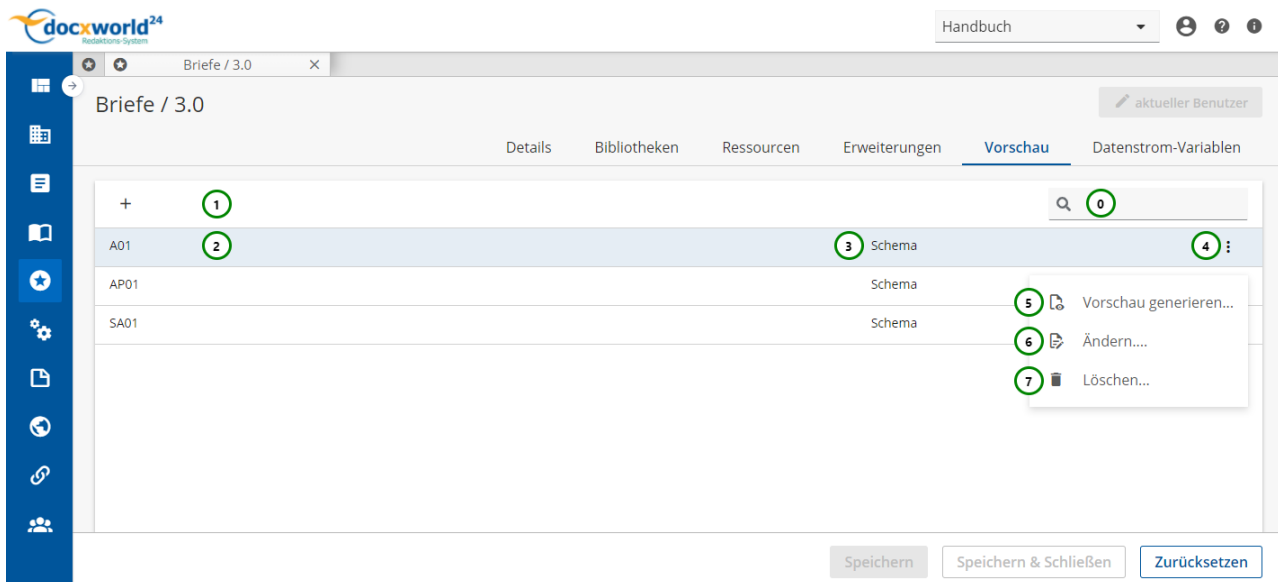 docxworld24
Redaktions-System
Handbuch
Briefe / 3.0
Briefe / 3.0
aktueller Benutzer
Details Bibliotheken Ressourcen Erweiterungen Vorschau Datenstrom-Variablen
+ 1 0
A01 2 3 Schema 4
AP01 Schema
5 Vorschau generieren...
SA01 Schema
6 Ändern....
7 Löschen...
Speichern Speichern & Schließen Zurücksetzen